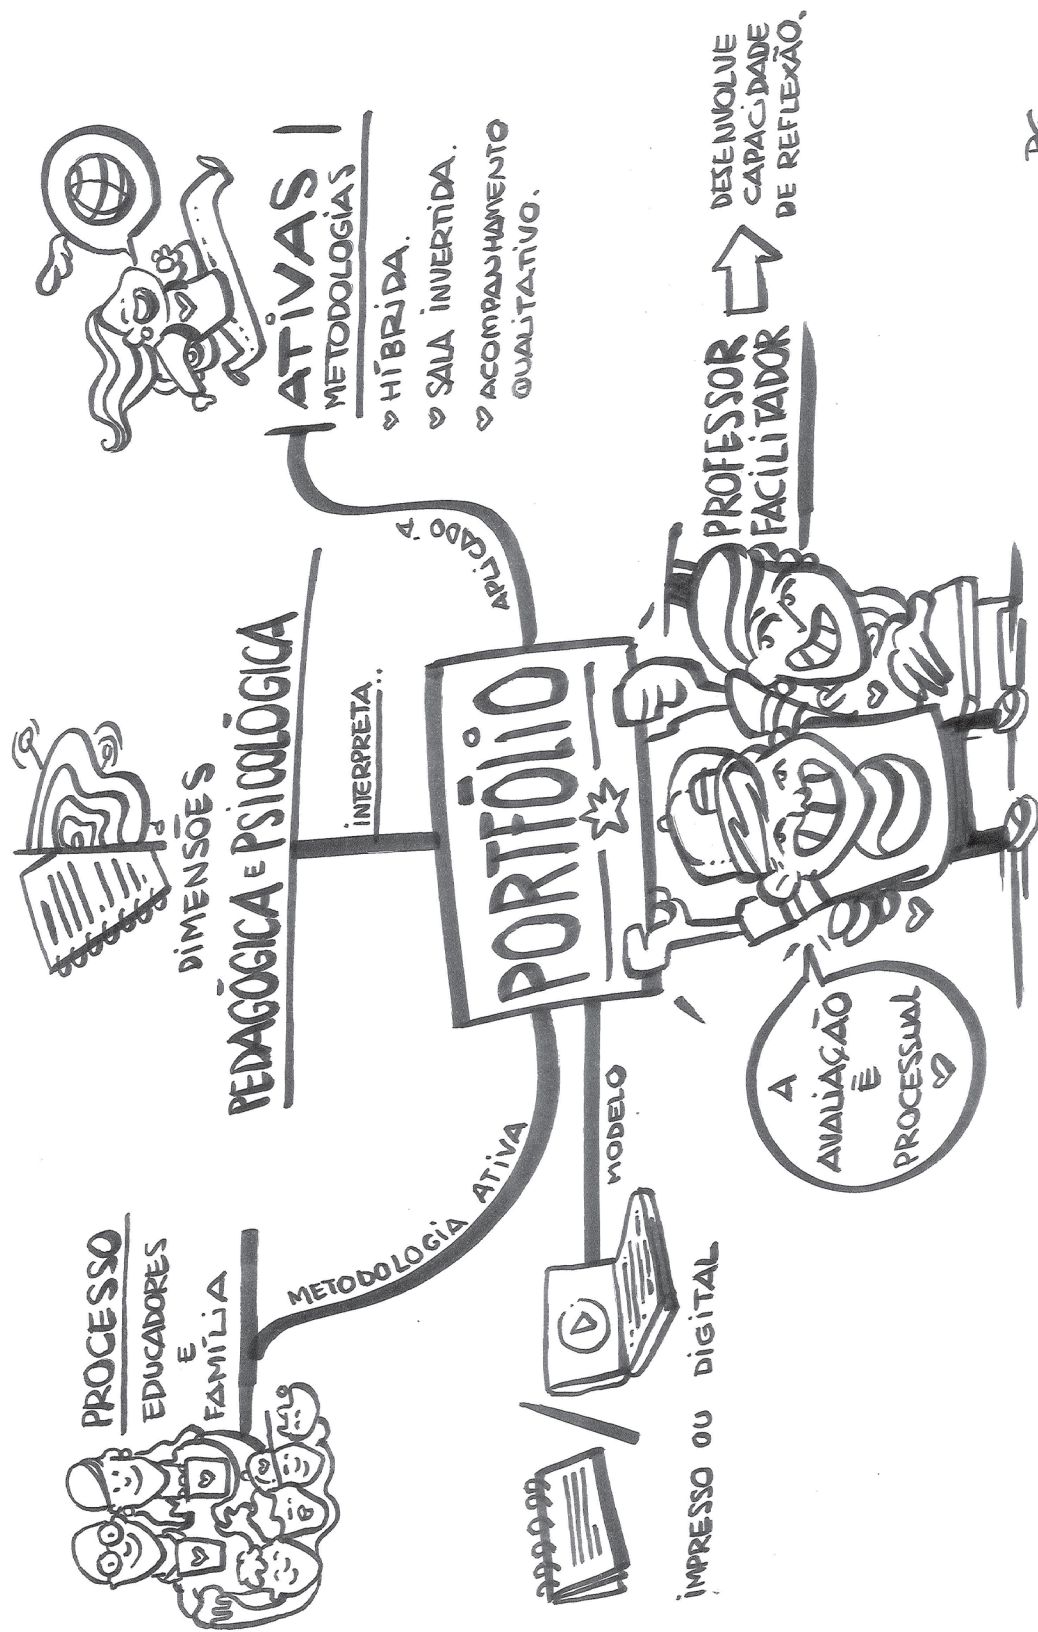 PROCESSO
EDUCADORES
E
FAMÍLIA
METODOLOGIA ATIVA
DIMENSÕES
PEDAGÓGICA E PSICOLÓGICA
INTERPRETA..
ATIVAS
METODOLOGIAS
HÍBRIDA.
SALA INVERTIDA.
ACOMPANHAMENTO
QUALITATIVO.
APLICADO À
PORTFÓLIO
MODELO
IMPRESSO OU DIGITAL
A
AVALIAÇÃO
É
PROCESSUAL
PROFESSOR
FACILITADOR
DESENVOLVE
CAPACIDADE
DE REFLEXÃO.